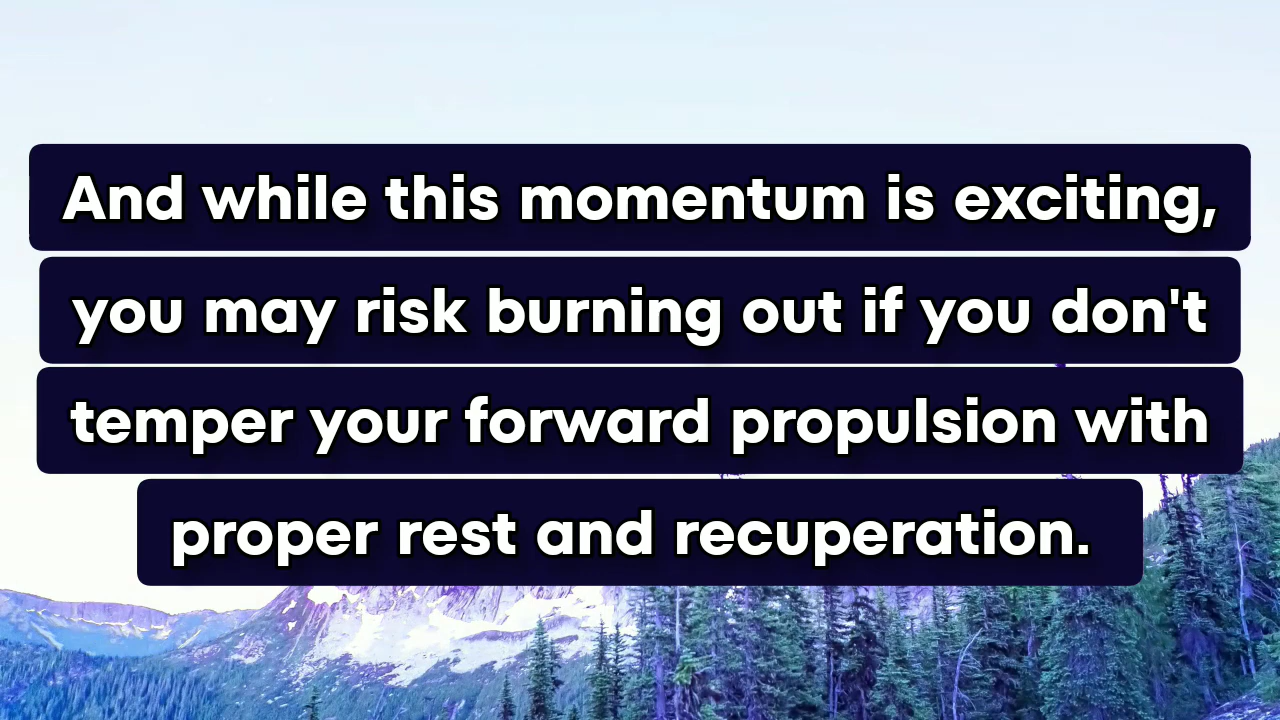 And while this momentum is exciting,
you may risk burning out if you don't
temper your forward propulsion with
proper rest and recuperation.